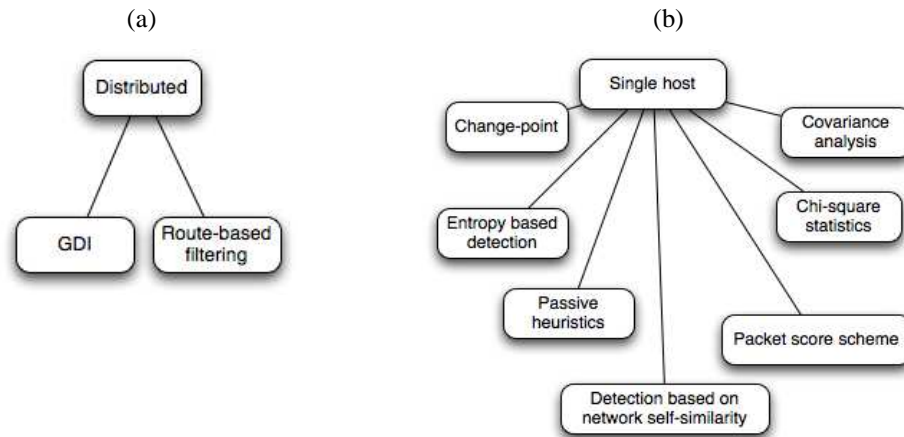 (a)
Distributed
GDI
Route-based
filtering
(b)
Single host
Change-point
Covariance
analysis
Entropy based
detection
Chi-square
statistics
Passive
heuristics
Packet score scheme
Detection based on
network self-similarity